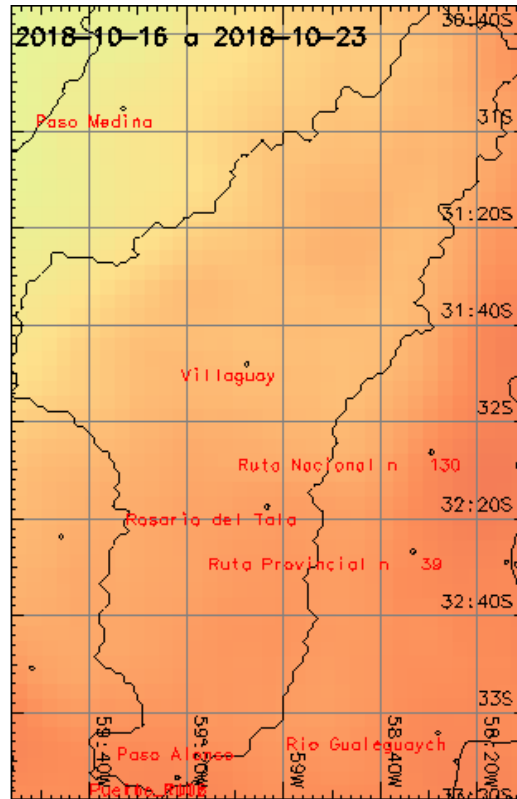 2018-10-16 a 2018-10-23
30:40S
Paso Medina
31S
31:20S
31:40S
Villaguay
32S
Ruta Nacional n 130
32:20S
Rosario del Tala
Ruta Provincial n 39
32:40S
33S
59:40W
59:20W
59W
58:40W
58:20W
Rio Gualeguaych
Paso Alonso
Puerto